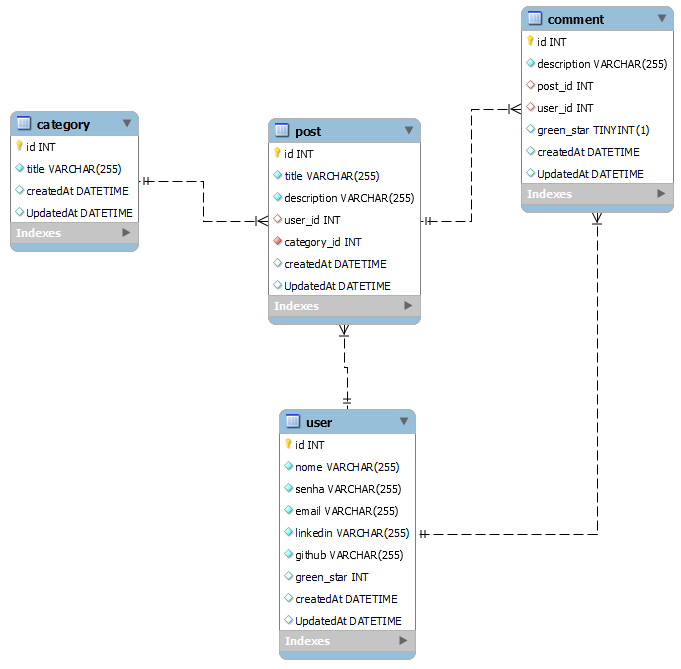 category
id INT
title VARCHAR(255)
createdAt DATETIME
UpdatedAt DATETIME
Indexes
post
id INT
title VARCHAR(255)
description VARCHAR(255)
user_id INT
category_id INT
createdAt DATETIME
UpdatedAt DATETIME
Indexes
comment
id INT
description VARCHAR(255)
post_id INT
user_id INT
green_star TINYINT(1)
createdAt DATETIME
UpdatedAt DATETIME
Indexes
user
id INT
nome VARCHAR(255)
senha VARCHAR(255)
email VARCHAR(255)
linkedin VARCHAR(255)
github VARCHAR(255)
green_star INT
createdAt DATETIME
UpdatedAt DATETIME
Indexes